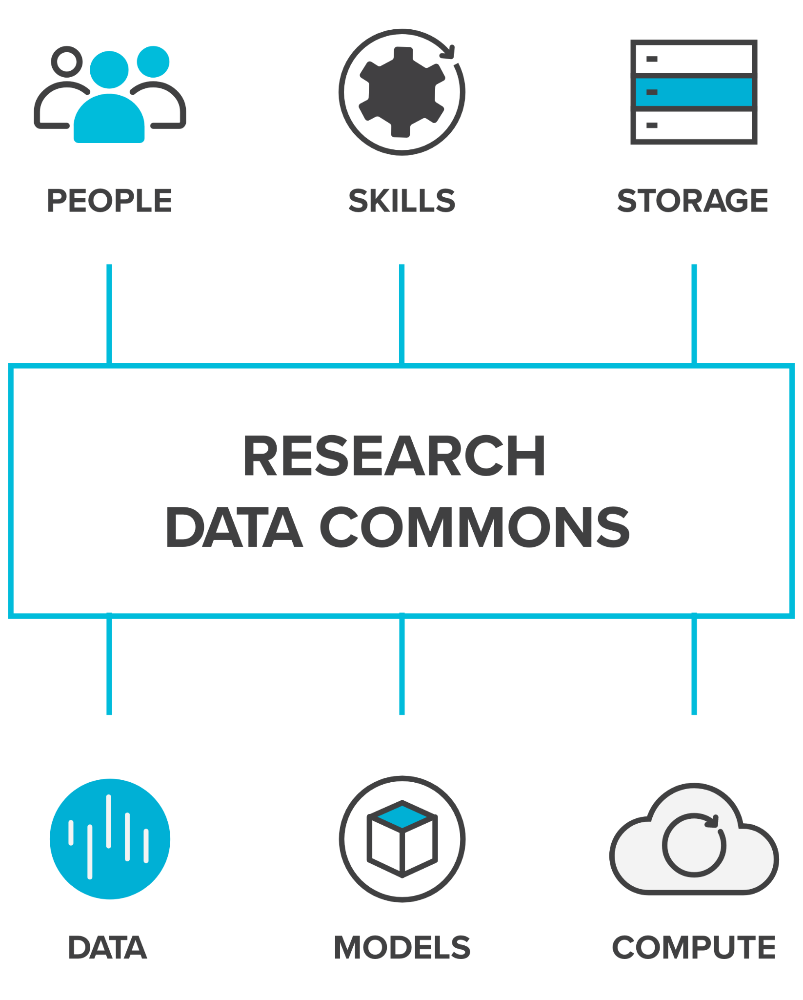 PEOPLE
SKILLS
STORAGE
RESEARCH
DATA COMMONS
DATA
MODELS
COMPUTE